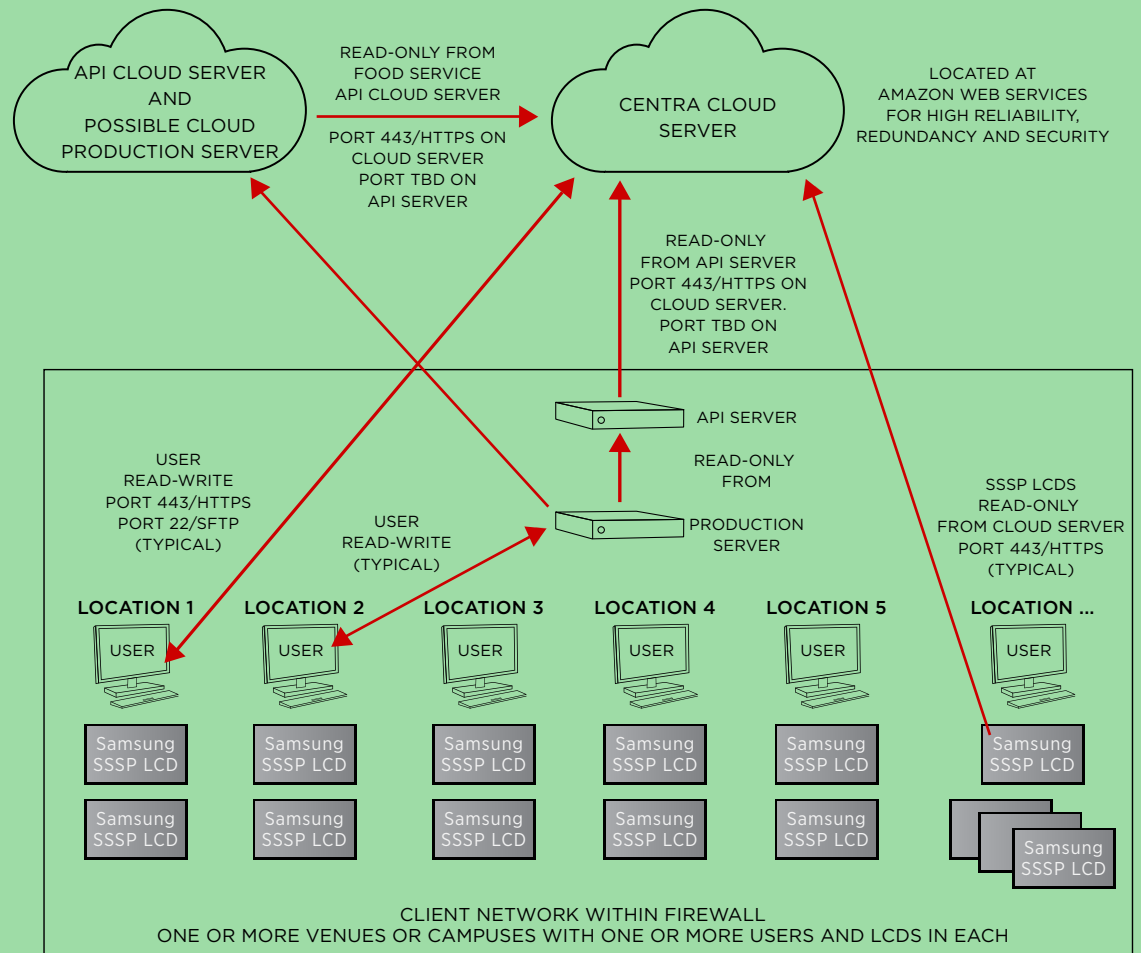 API CLOUD SERVER
AND
POSSIBLE CLOUD
PRODUCTION SERVER
READ-ONLY FROM
FOOD SERVICE
API CLOUD SERVER
PORT 443/HTTPS ON
CLOUD SERVER
PORT TBD ON
API SERVER
CENTRA CLOUD
SERVER
LOCATED AT
AMAZON WEB SERVICES
FOR HIGH RELIABILITY,
REDUNDANCY AND SECURITY
READ-ONLY
FROM API SERVER
PORT 443/HTTPS ON
CLOUD SERVER.
PORT TBD ON
API SERVER
API SERVER
READ-ONLY
FROM
PRODUCTION
SERVER
USER
READ-WRITE
PORT 443/HTTPS
PORT 22/SFTP
(TYPICAL)
USER
READ-WRITE
(TYPICAL)
SSSP LCDS
READ-ONLY
FROM CLOUD SERVER
PORT 443/HTTPS
(TYPICAL)
LOCATION 1
LOCATION 2
LOCATION 3
LOCATION 4
LOCATION 5
LOCATION ...
USER
USER
USER
USER
USER
USER
Samsung
SSSP LCD
Samsung
SSSP LCD
Samsung
SSSP LCD
Samsung
SSSP LCD
Samsung
SSSP LCD
Samsung
SSSP LCD
Samsung
SSSP LCD
Samsung
SSSP LCD
Samsung
SSSP LCD
Samsung
SSSP LCD
Samsung
SSSP LCD
Samsung
SSSP LCD
CLIENT NETWORK WITHIN FIREWALL
ONE OR MORE VENUES OR CAMPUSES WITH ONE OR MORE USERS AND LCDS IN EACH